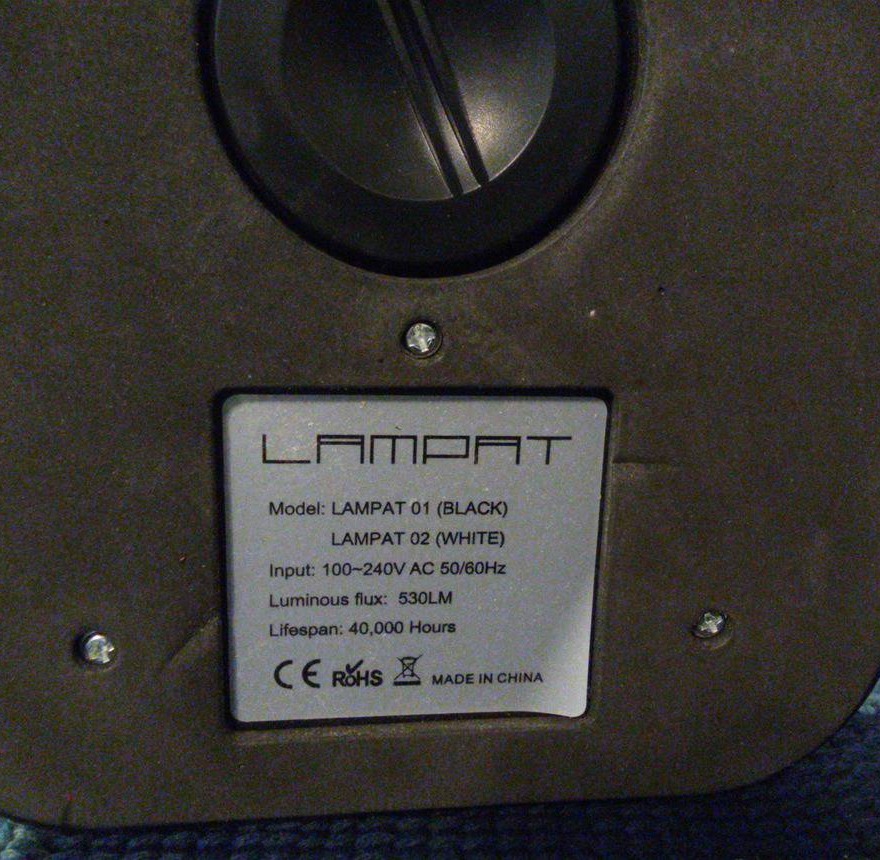 LAMPAT
Model: LAMPAT 01 (BLACK)
LAMPAT 02 (WHITE)
Input: 100~240V AC 50/60Hz
Luminous flux: 530LM
Lifespan: 40,000 Hours
CE RoHS MADE IN CHINA